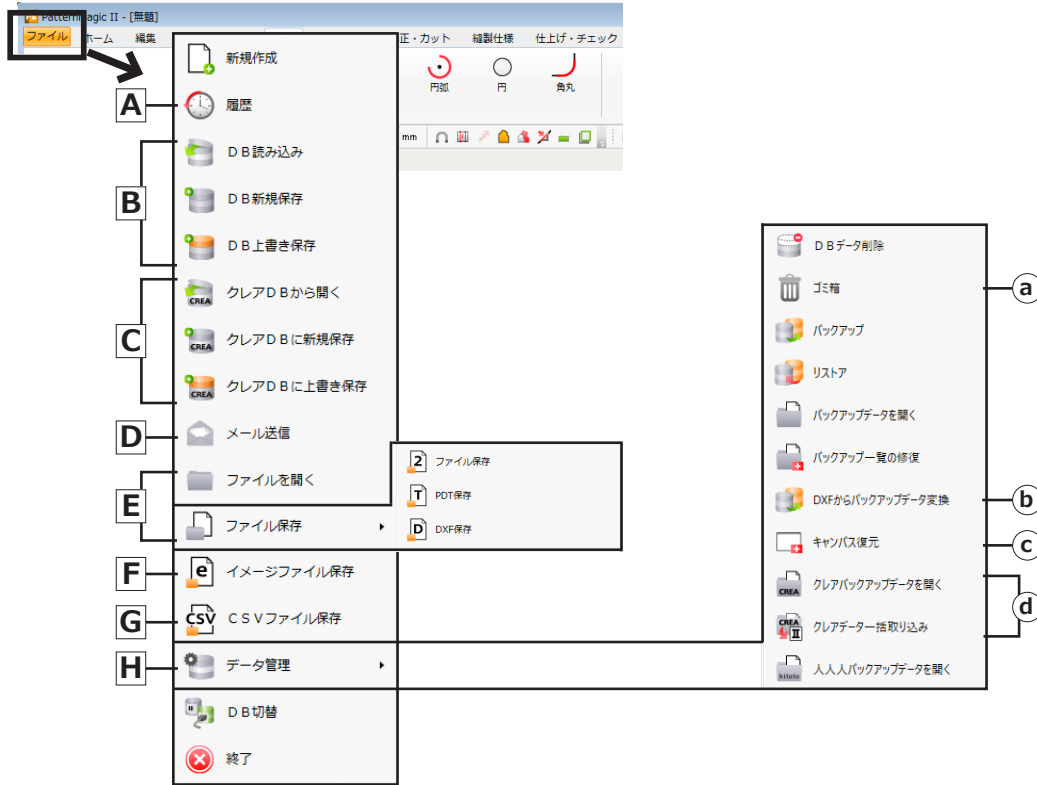 PatternMagic II - [無題]
ファイル ホーム 編集 正・カット 縫製仕様 仕上げ・チェック
円弧 円 角丸
mm
新規作成
A 履歴
B
DB読み込み
DB新規保存
DB上書き保存
C
CREA クレアDBから開く
CREA クレアDBに新規保存
CREA クレアDBに上書き保存
D メール送信
E
ファイルを開く
ファイル保存
2 ファイル保存
T PDT保存
D DXF保存
F e イメージファイル保存
G CSV CSVファイル保存
H データ管理
II DB切替
終了
DBデータ削除
ゴミ箱 a
バックアップ
リストア
バックアップデータを開く
バックアップ一覧の修復
DXFからバックアップデータ変換 b
キャンバス復元 c
CREA クレアバックアップデータを開く
d
CREA II クレアデータ一括取り込み
hitoto 人人人バックアップデータを開く